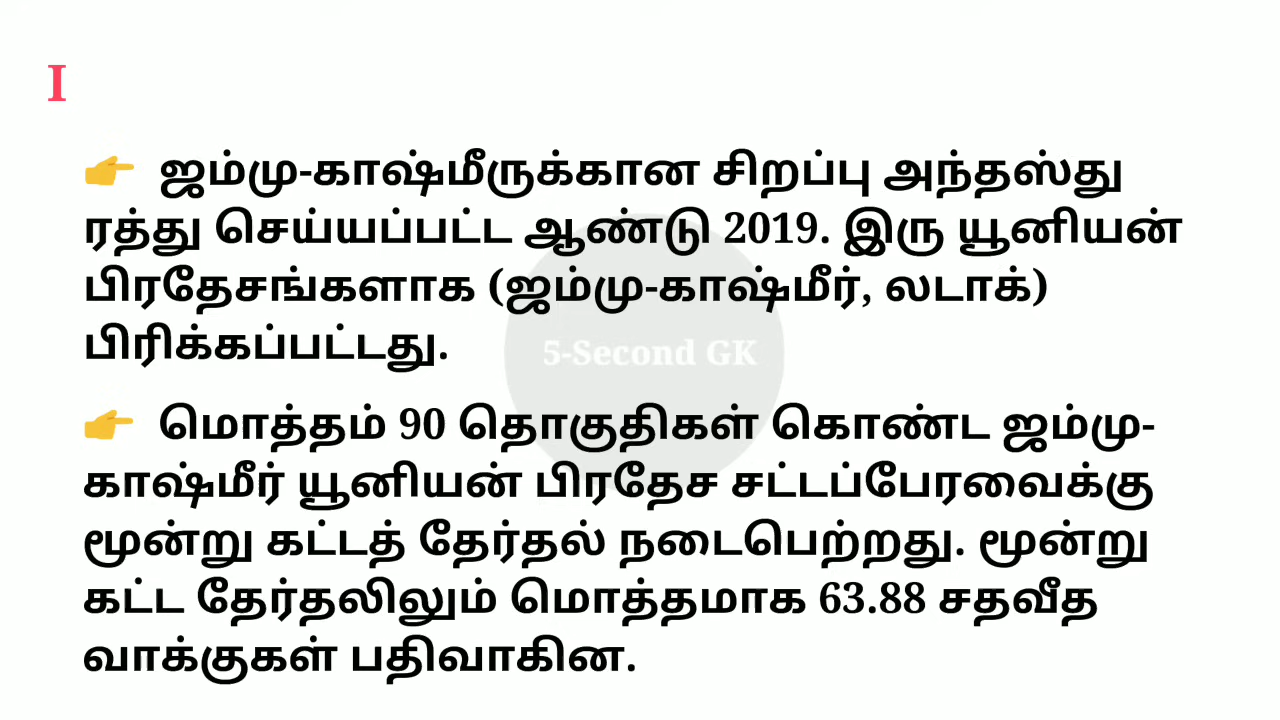 I
👉 ஜம்மு-காஷ்மீருக்கான சிறப்பு அந்தஸ்து
ரத்து செய்யப்பட்ட ஆண்டு 2019. இரு யூனியன்
பிரதேசங்களாக (ஜம்மு-காஷ்மீர், லடாக்)
பிரிக்கப்பட்டது.
5-Second GK
👉 மொத்தம் 90 தொகுதிகள் கொண்ட ஜம்மு-
காஷ்மீர் யூனியன் பிரதேச சட்டப்பேரவைக்கு
மூன்று கட்டத் தேர்தல் நடைபெற்றது. மூன்று
கட்ட தேர்தலிலும் மொத்தமாக 63.88 சதவீத
வாக்குகள் பதிவாகின.